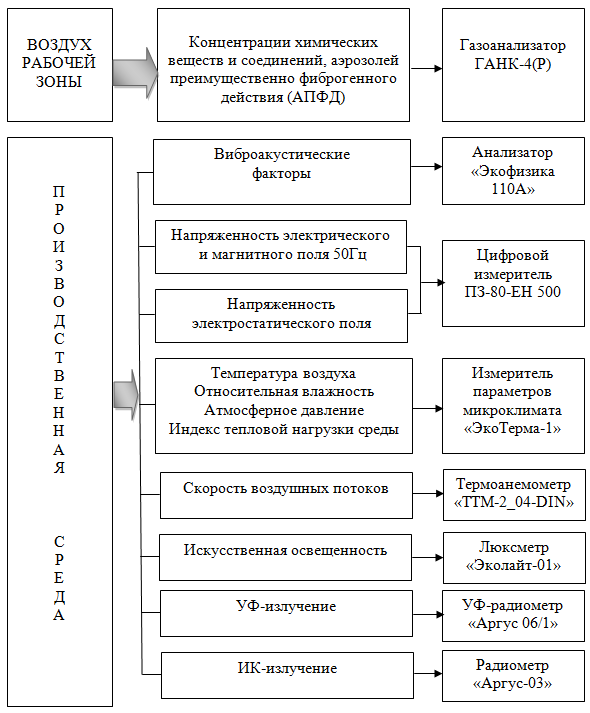 ВОЗДУХ
РАБОЧЕЙ
ЗОНЫ
Концентрации химических
веществ и соединений, аэрозолей
преимущественно фиброгенного
действия (АПФД)
Газоанализатор
ГАНК-4(Р)
ПРОИЗВОДСТВЕННАЯ
СРЕДА
Виброакустические
факторы
Анализатор
«Экофизика
110А»
Напряженность электрического
и магнитного поля 50Гц
Напряженность
электростатического поля
Цифровой
измеритель
ПЗ-80-ЕН 500
Температура воздуха
Относительная влажность
Атмосферное давление
Индекс тепловой нагрузки среды
Измеритель
параметров
микроклимата
«ЭкоТерма-1»
Скорость воздушных потоков
Термоанемометр
«ТТМ-2_04-DIN»
Искусственная освещенность
Люксметр
«Эколайт-01»
УФ-излучение
УФ-радиометр
«Аргус 06/1»
ИК-излучение
Радиометр
«Аргус-03»